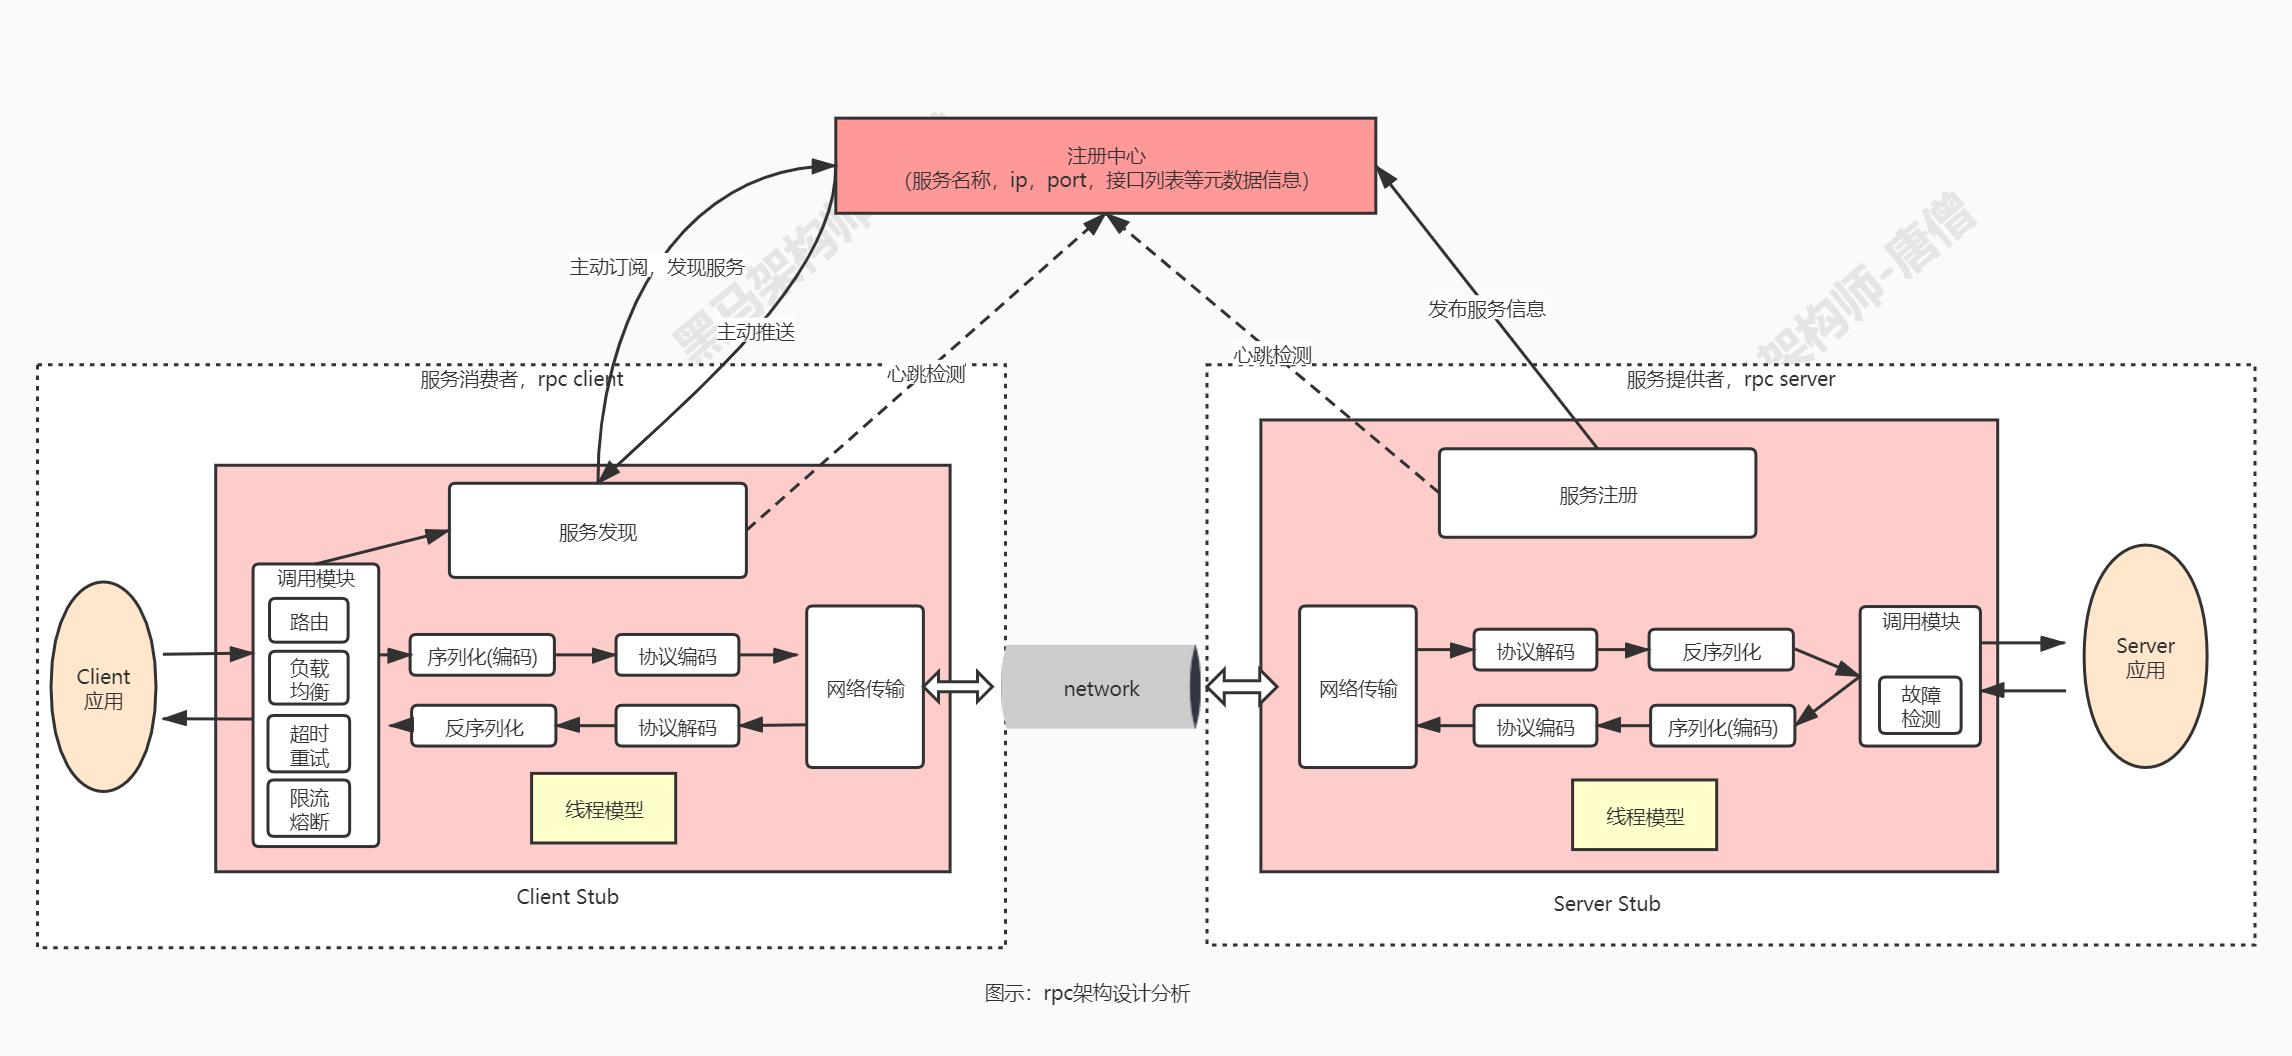 注册中心
（服务名称，ip，port，接口列表等元数据信息）
黑马架构师
架构师-唐僧
主动订阅，发现服务
主动推送
心跳检测
心跳检测
发布服务信息
服务消费者，rpc client
服务提供者，rpc server
服务发现
服务注册
Client
应用
调用模块
路由
负载
均衡
超时
重试
限流
熔断
序列化(编码)
协议编码
反序列化
协议解码
网络传输
线程模型
Client Stub
network
网络传输
协议解码
反序列化
协议编码
序列化(编码)
调用模块
故障
检测
线程模型
Server Stub
Server
应用
图示：rpc架构设计分析